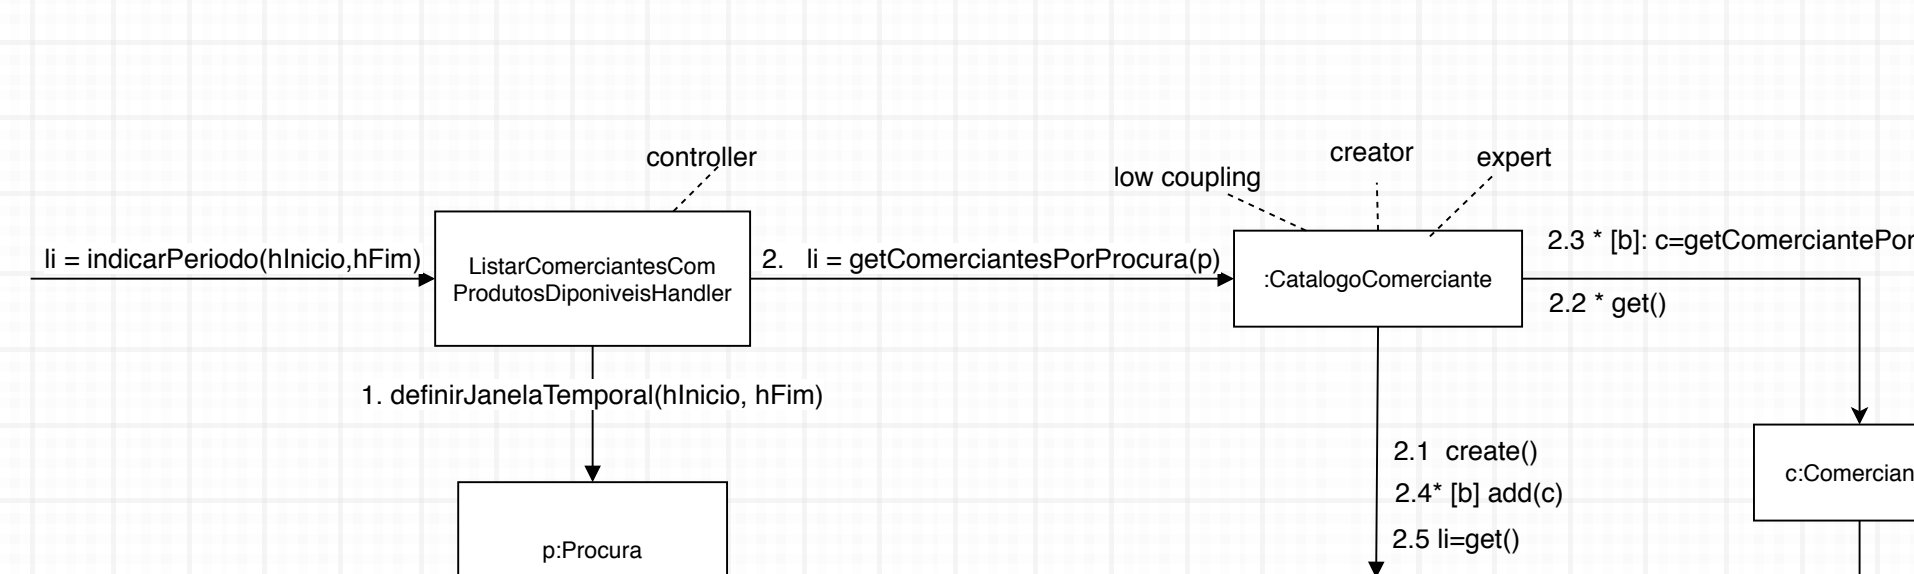 controller
creator
expert
low coupling
li = indicarPeriodo(hInicio,hFim)
ListarComerciantesCom
ProdutosDiponiveisHandler
2. li = getComerciantesPorProcura(p)
:CatalogoComerciante
2.3 * [b]: c=getComerciantePor
2.2 * get()
1. definirJanelaTemporal(hInicio, hFim)
2.1 create()
2.4* [b] add(c)
2.5 li=get()
c:Comercian
p:Procura